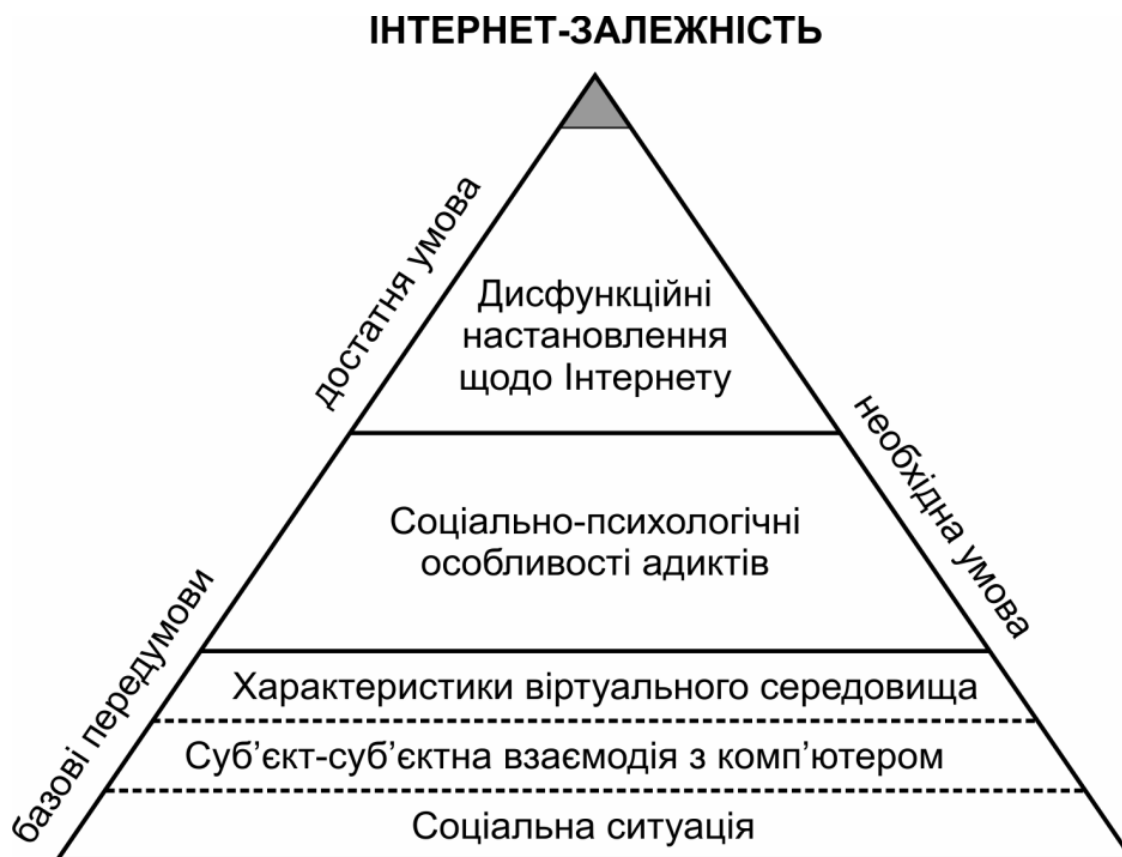 ІНТЕРНЕТ-ЗАЛЕЖНІСТЬ
достатня умова
Дисфункційні
настановлення
щодо Інтернету
необхідна умова
Соціально-психологічні
особливості адиктів
базові передумови
Характеристики віртуального середовища
Суб’єкт-суб’єктна взаємодія з комп’ютером
Соціальна ситуація